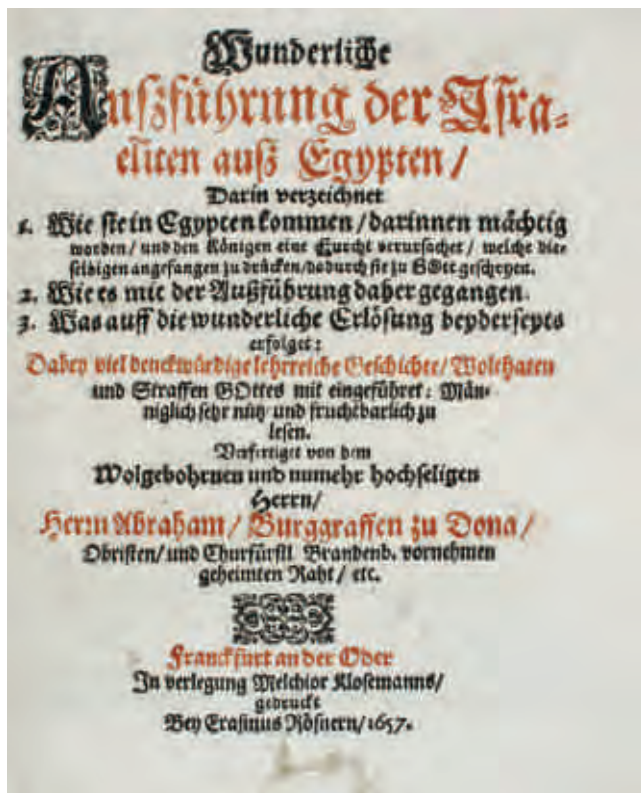 Wunderliche
Außführung der Isra-
eliten auß Egypten /
Darin verzeichnet
1. Wie sie in Egypten kommen / darinnen mächtig
worden / und den Königen eine Furcht verursachet / welche die-
selbigen angefangen zu drücken / dadurch sie zu GOtt geschryen.
2. Wie es mit der Außführung daher gegangen.
3. Was auff die wunderliche Erlösung beyderseyts
erfolget:
Dabey viel denckwürdige lehrreiche Geschichte / Wolthaten
und Straffen GOttes mit eingeführet: Män-
niglich sehr nütz und fruchtbarlich zu
lesen.
Verfertiget von dem
Wolgebohrnen und numehr hochseligen
Herrn /
Herrn Abraham / Burggraffen zu Dona /
Obristen / und Churfürstl. Brandenb. vornehmen
geheimten Raht / etc.
Franckfurt an der Oder
In verlegung Melchior Klosemanns /
gedruckt
Bey Erasmus Rösnern / 1657.